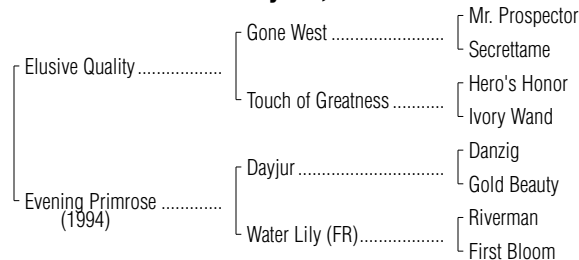 Mr. Prospector
Gone West
Secrettame
Elusive Quality
Hero's Honor
Touch of Greatness
Ivory Wand
Danzig
Dayjur
Gold Beauty
Evening Primrose
(1994)
Riverman
Water Lily (FR)
First Bloom